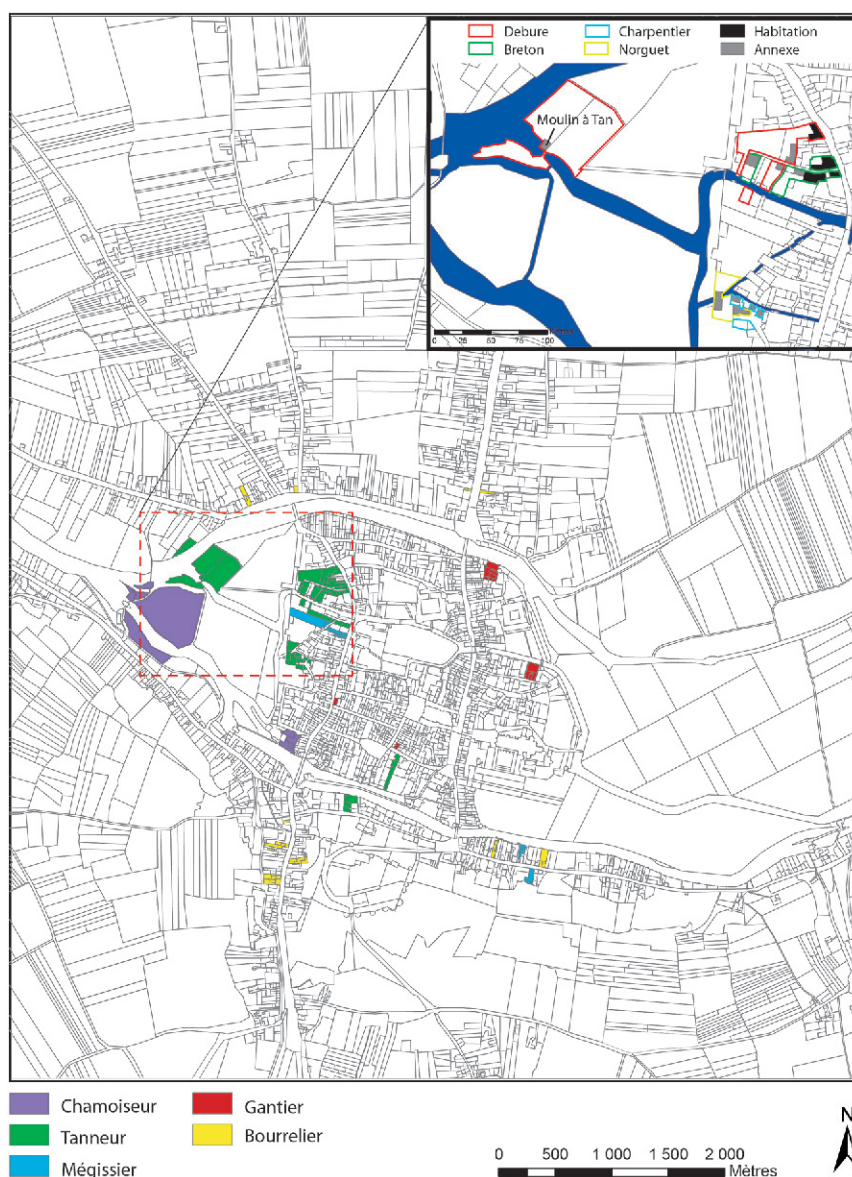 Debure Charpentier Habitation
Breton Norguet Annexe
Moulin à Tan
0 25 50 75 100
Chamoiseur Gantier
Tanneur Bourrelier
Mégissier
N
0 500 1 000 1 500 2 000
Mètres